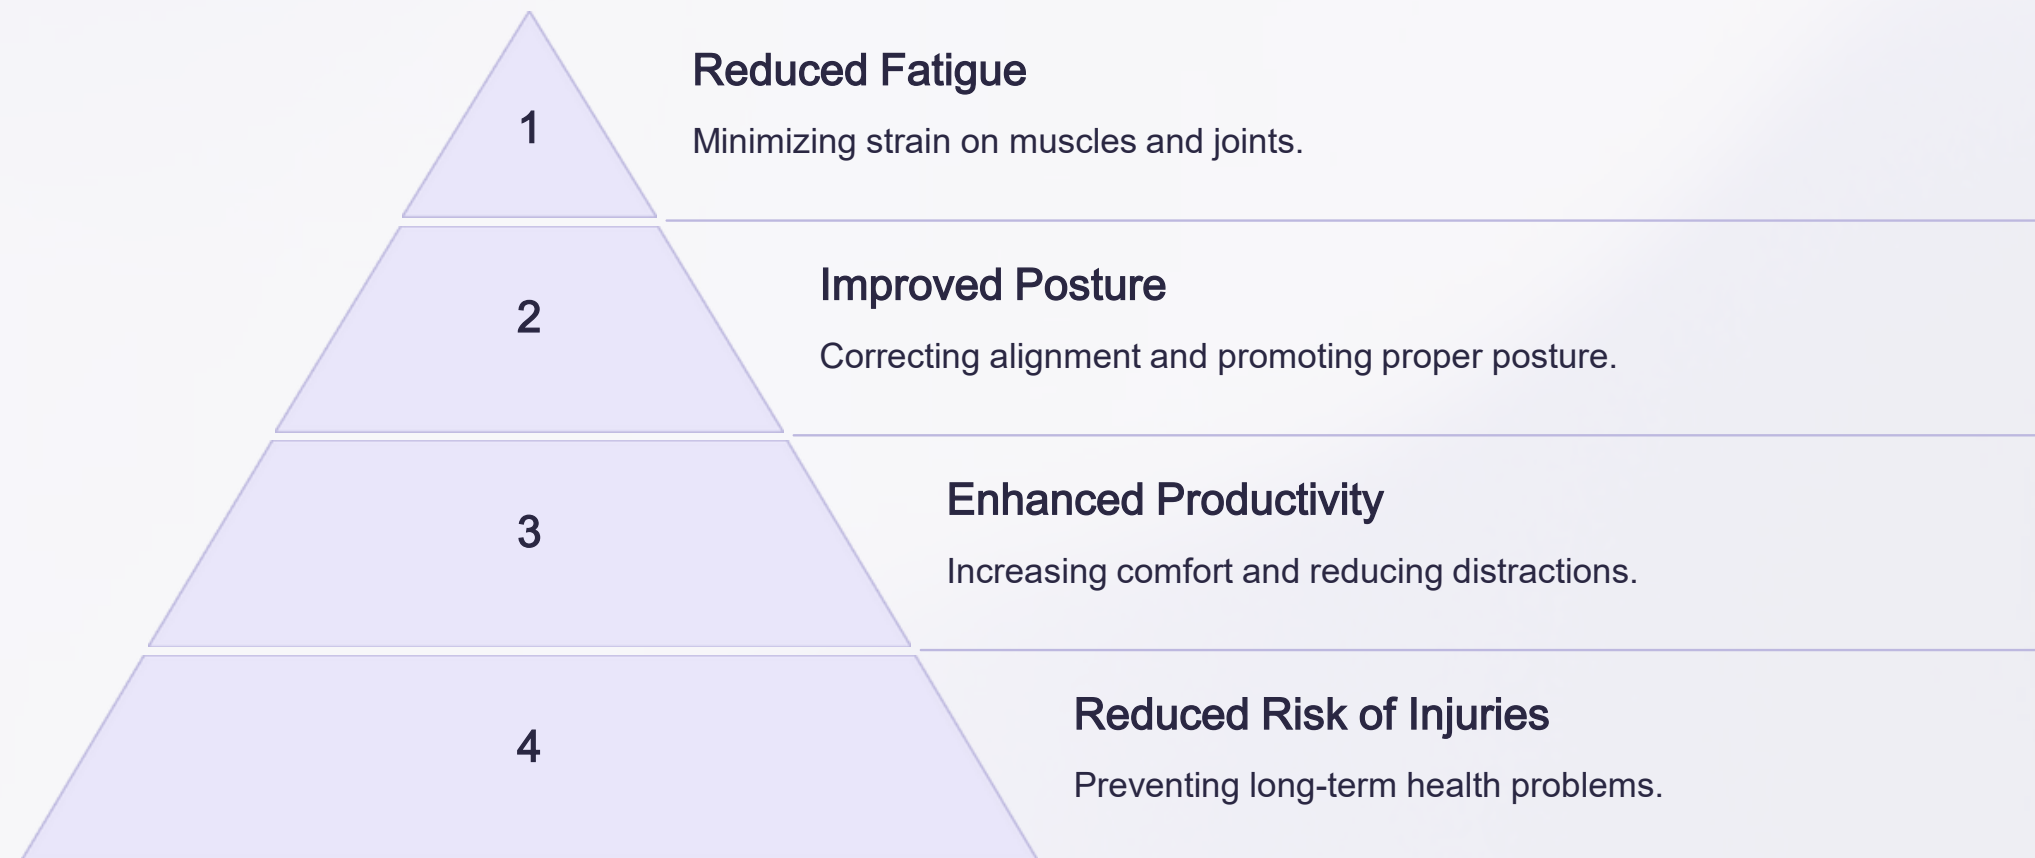 1
Reduced Fatigue
Minimizing strain on muscles and joints.
2
Improved Posture
Correcting alignment and promoting proper posture.
3
Enhanced Productivity
Increasing comfort and reducing distractions.
4
Reduced Risk of Injuries
Preventing long-term health problems.